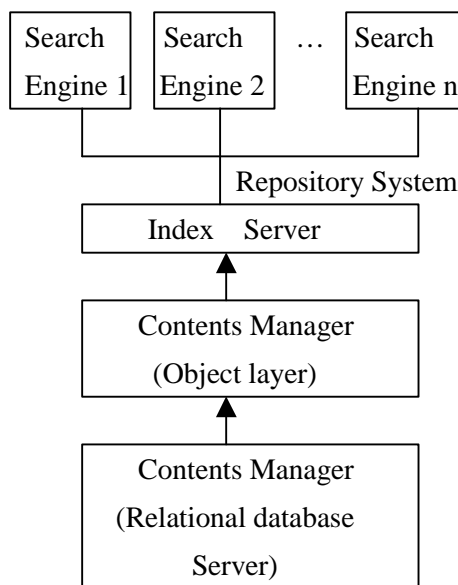 Search Engine 1
Search Engine 2
…
Search Engine n
Repository System
Index Server
Contents Manager
(Object layer)
Contents Manager
(Relational database
Server)